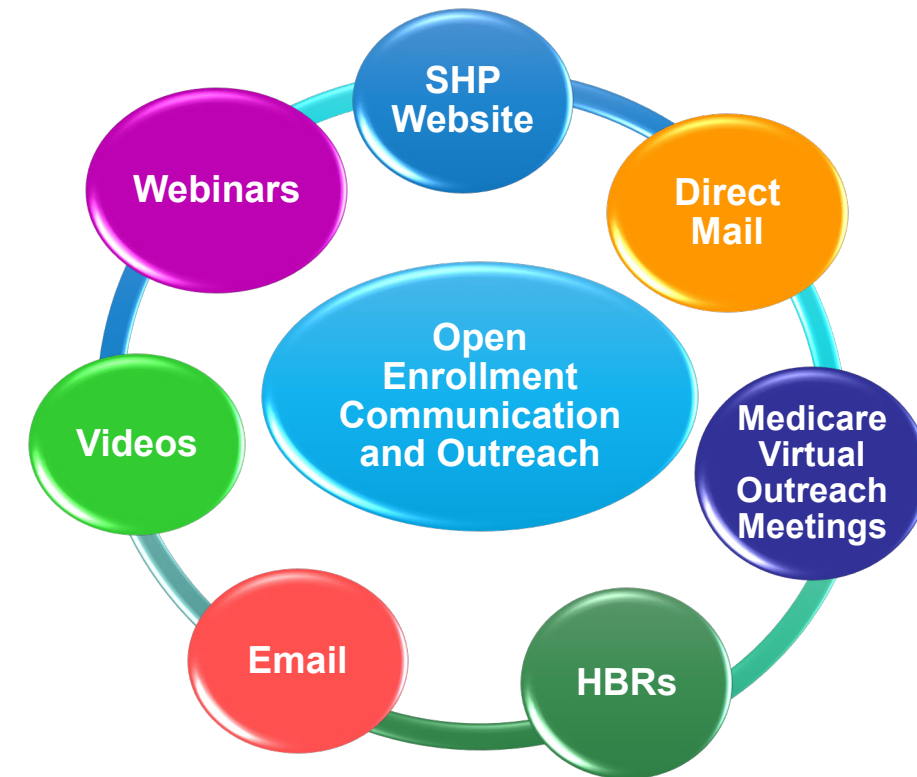 SHP
Website
Direct
Mail
Medicare
Virtual
Outreach
Meetings
HBRs
Email
Videos
Webinars
Open
Enrollment
Communication
and Outreach